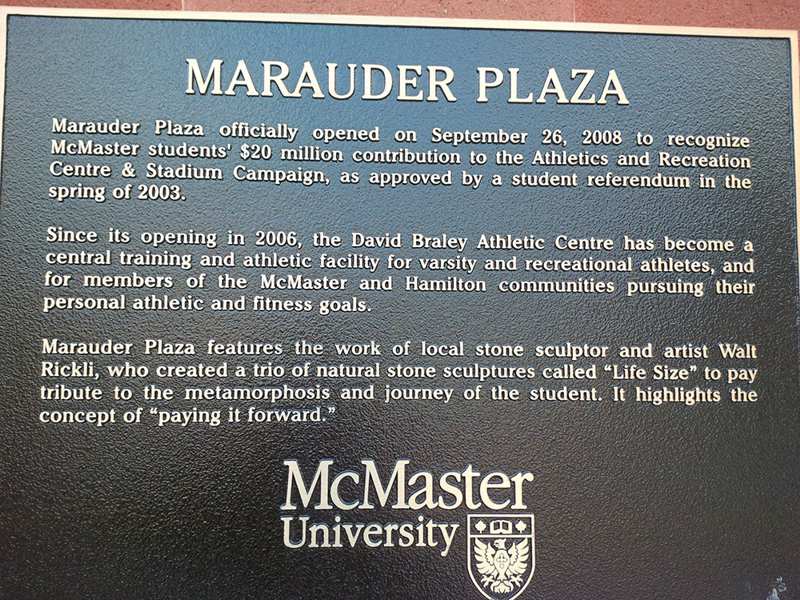 MARAUDER PLAZA
Marauder Plaza officially opened on September 26, 2008 to recognize
McMaster students' $20 million contribution to the Athletics and Recreation
Centre & Stadium Campaign, as approved by a student referendum in the
spring of 2003.
Since its opening in 2006, the David Braley Athletic Centre has become a
central training and athletic facility for varsity and recreational athletes, and
for members of the McMaster and Hamilton communities pursuing their
personal athletic and fitness goals.
Marauder Plaza features the work of local stone sculptor and artist Walt
Rickli, who created a trio of natural stone sculptures called “Life Size” to pay
tribute to the metamorphosis and journey of the student. It highlights the
concept of “paying it forward.”
McMaster
University